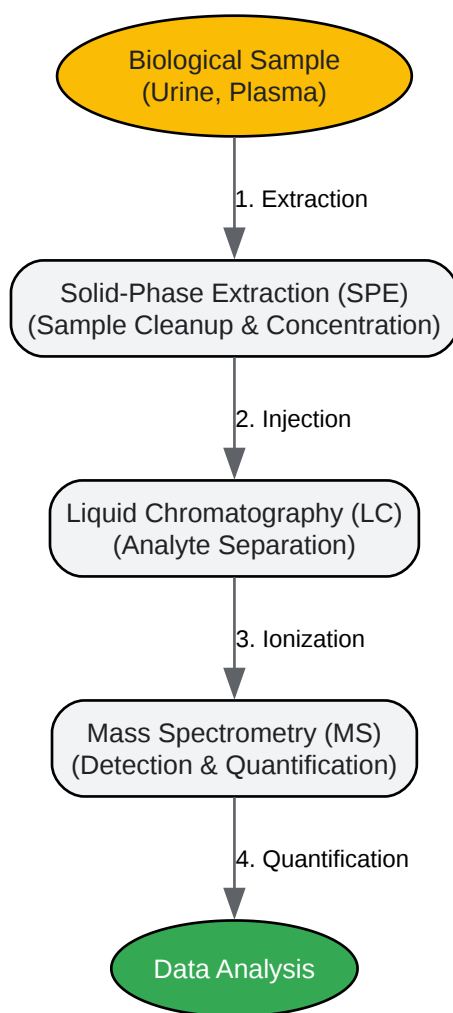 Biological Sample
(Urine, Plasma)
1. Extraction
Solid-Phase Extraction (SPE)
(Sample Cleanup & Concentration)
2. Injection
Liquid Chromatography (LC)
(Analyte Separation)
3. Ionization
Mass Spectrometry (MS)
(Detection & Quantification)
4. Quantification
Data Analysis